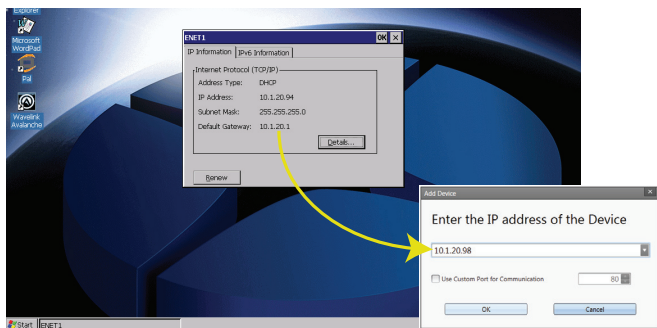 Explorer
Microsoft
WordPad
Pal
Wavelink
Avalanche
ENET1 OK ×
IP Information IPv6 Information
Internet Protocol (TCP/IP)
Address Type: DHCP
IP Address: 10.1.20.94
Subnet Mask: 255.255.255.0
Default Gateway: 10.1.20.1
Details...
Renew
Add Device
Enter the IP address of the Device
10.1.20.98
Use Custom Port for Communication 80
OK Cancel
Start ENET1